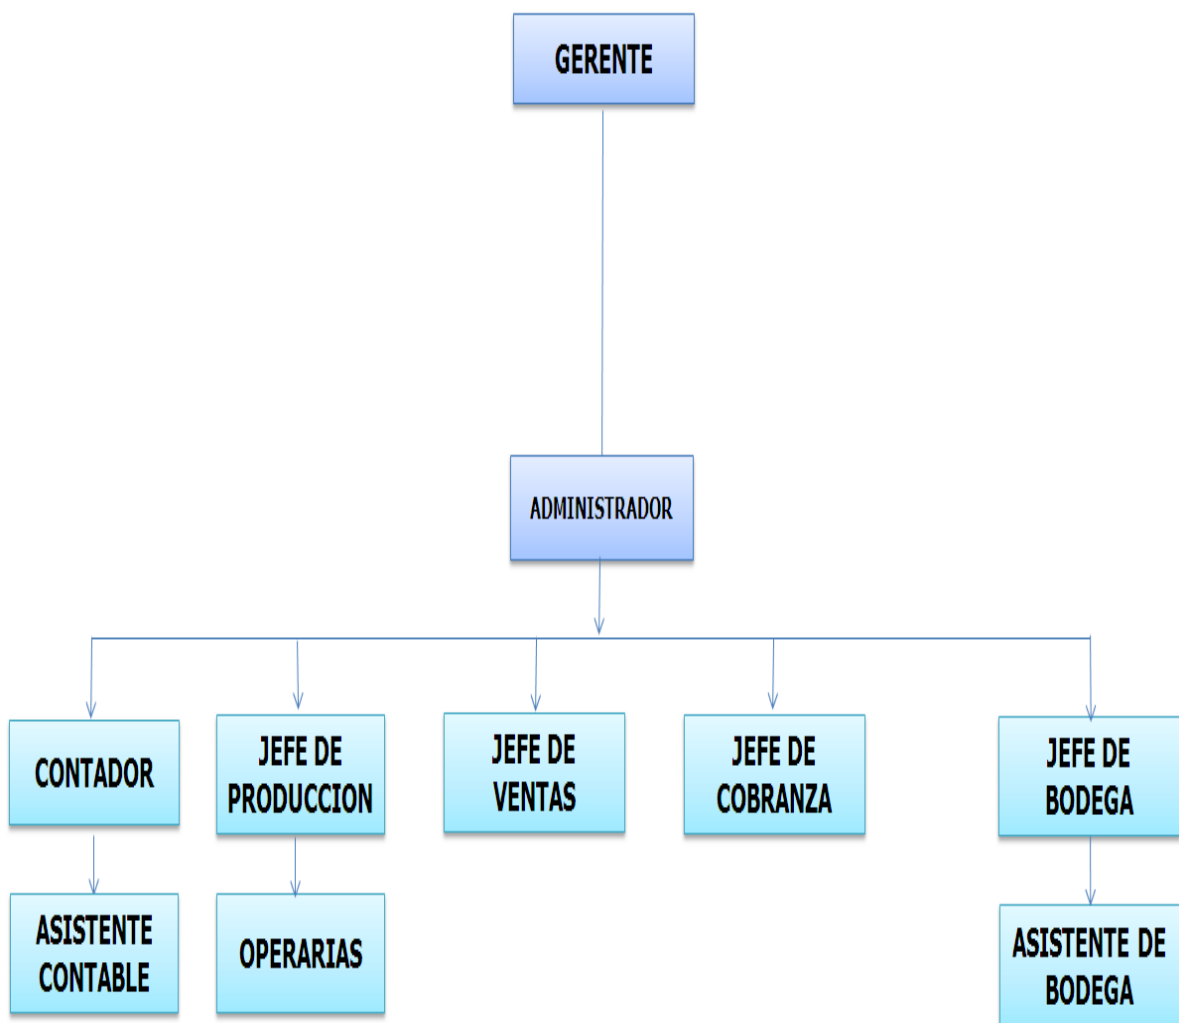 GERENTE
ADMINISTRADOR
CONTADOR
JEFE DE
PRODUCCION
JEFE DE
VENTAS
JEFE DE
COBRANZA
JEFE DE
BODEGA
ASISTENTE
CONTABLE
OPERARIAS
ASISTENTE DE
BODEGA